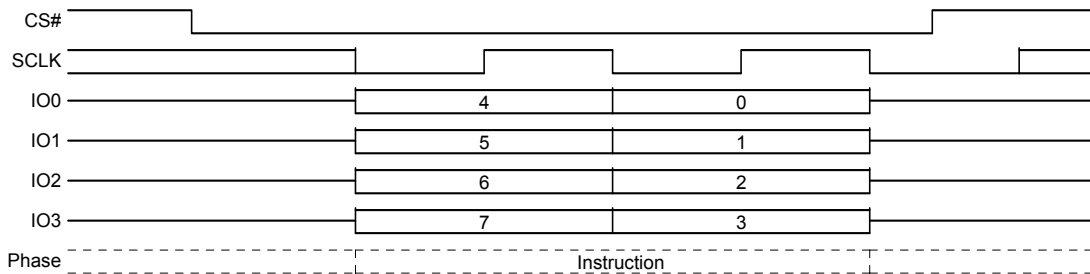 CS#
SCLK
IO0 4 0
IO1 5 1
IO2 6 2
IO3 7 3
Phase Instruction